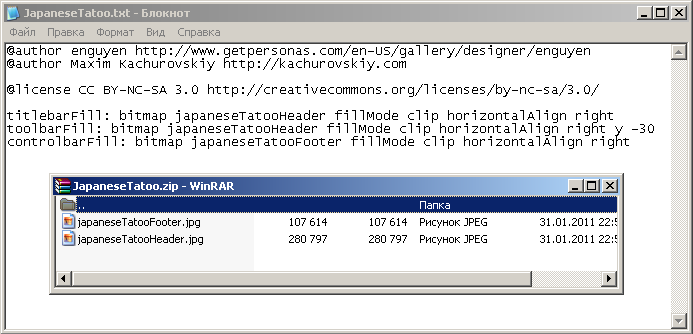 JapaneseTatoo.txt - Блокнот
Файл Правка Формат Вид Справка
@author enguyen http://www.getpersonas.com/en-US/gallery/designer/enguyen
@author Maxim Kachurovskiy http://kachurovskiy.com
@license CC BY-NC-SA 3.0 http://creativecommons.org/licenses/by-nc-sa/3.0/
titlebarFill: bitmap japaneseTatooHeader fillMode clip horizontalAlign right
toolbarFill: bitmap japaneseTatooHeader fillMode clip horizontalAlign right y -30
controlbarFill: bitmap japaneseTatooFooter fillMode clip horizontalAlign right
JapaneseTatoo.zip - WinRAR
.. Папка
japaneseTatooFooter.jpg 107 614 107 614 Рисунок JPEG 31.01.2011 22:5
japaneseTatooHeader.jpg 280 797 280 797 Рисунок JPEG 31.01.2011 22:5